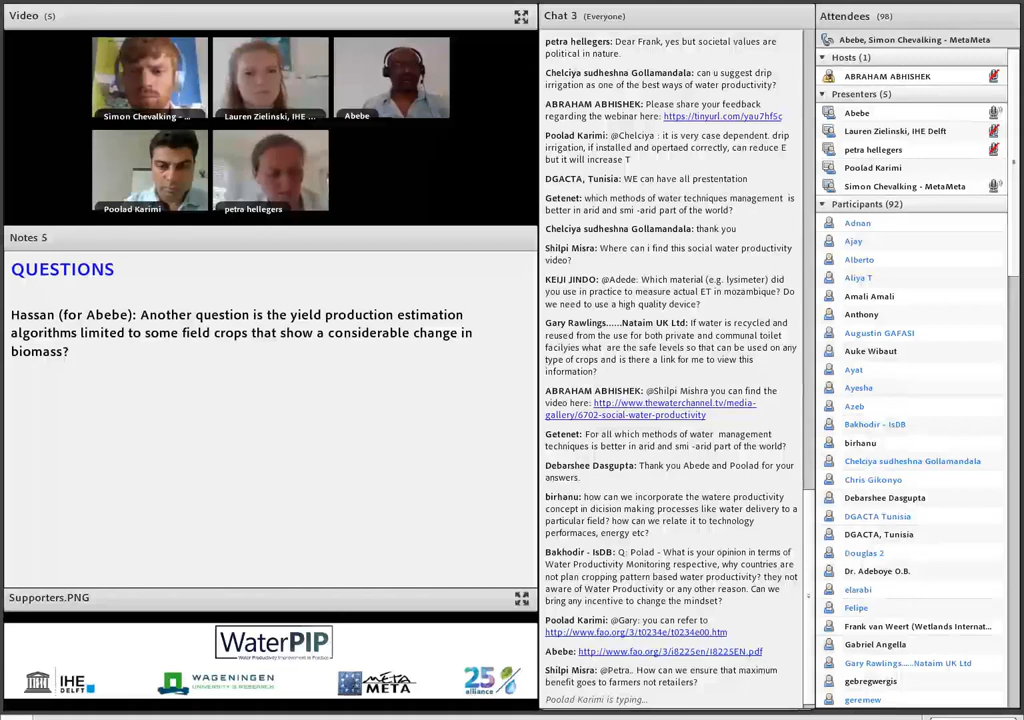 Video (5)
Simon Chevalking - ...
Lauren Zielinski, IHE ...
Abebe
Poolad Karimi
petra hellegers
Notes 5
QUESTIONS
Hassan (for Abebe): Another question is the yield production estimation
algorithms limited to some field crops that show a considerable change in
biomass?
Supporters.PNG
WaterPIP
Water Productivity Improvement in Practice
IHE
DELFT
WAGENINGEN
UNIVERSITY & RESEARCH
META
META
25
alliance
Chat 3 (Everyone)
petra hellegers: Dear Frank, yes but societal values are
political in nature.
Chelciya sudheshna Gollamandala: can u suggest drip
irrigation as one of the best ways of water productivity?
ABRAHAM ABHISHEK: Please share your feedback
regarding the webinar here: https://tinyurl.com/yau7hf5c
Poolad Karimi: @Chelciya : it is very case dependent. drip
irrigation, if installed and opertaed correctly, can reduce E
but it will increase T
DGACTA, Tunisia: WE can have all presentation
Getenet: which methods of water techniques management is
better in arid and smi -arid part of the world?
Chelciya sudheshna Gollamandala: thank you
Shilpi Misra: Where can i find this social water productivity
video?
KEIJI JINDO: @Adede: Which material (e.g. lysimeter) did
you use in practice to measure actual ET in mozambique? Do
we need to use a high quality device?
Gary Rawlings......Nataim UK Ltd: If water is recycled and
reused from the use for both private and communal toilet
facilyies what are the safe levels so that can be used on any
type of crops and is there a link for me to view this
information?
ABRAHAM ABHISHEK: @Shilpi Mishra you can find the
video here: http://www.thewaterchannel.tv/media-
gallery/6702-social-water-productivity
Getenet: For all which methods of water management
techniques is better in arid and smi -arid part of the world?
Debarshee Dasgupta: Thank you Abede and Poolad for your
answers.
birhanu: how can we incorporate the watere productivity
concept in dicision making processes like water delivery to a
particular field? how can we relate it to technology
performaces, energy etc?
Bakhodir - IsDB: Q: Polad - What is your opinion in terms of
Water Productivity Monitoring respective, why countries are
not plan cropping pattern based water productivity? they not
aware of Water Productivity or any other reason. Can we
bring any incentive to change the mindset?
Poolad Karimi: @Gary: you can refer to
http://www.fao.org/3/t0234e/t0234e00.htm
Abebe: http://www.fao.org/3/i8225en/I8225EN.pdf
Shilpi Misra: @Petra.. How can we ensure that maximum
benefit goes to farmers not retailers?
Poolad Karimi is typing...
Attendees (98)
Abebe, Simon Chevalking - MetaMeta
Hosts (1)
ABRAHAM ABHISHEK
Presenters (5)
Abebe
Lauren Zielinski, IHE Delft
petra hellegers
Poolad Karimi
Simon Chevalking - MetaMeta
Participants (92)
Adnan
Ajay
Alberto
Aliya T
Amali Amali
Anthony
Augustin GAFASI
Auke Wibaut
Ayat
Ayesha
Azeb
Bakhodir - IsDB
birhanu
Chelciya sudheshna Gollamandala
Chris Gikonyo
Debarshee Dasgupta
DGACTA Tunisia
DGACTA, Tunisia
Douglas 2
Dr. Adeboye O.B.
elarabi
Felipe
Frank van Weert (Wetlands Internat...
Gabriel Angella
Gary Rawlings......Nataim UK Ltd
gebregwergis
geremew